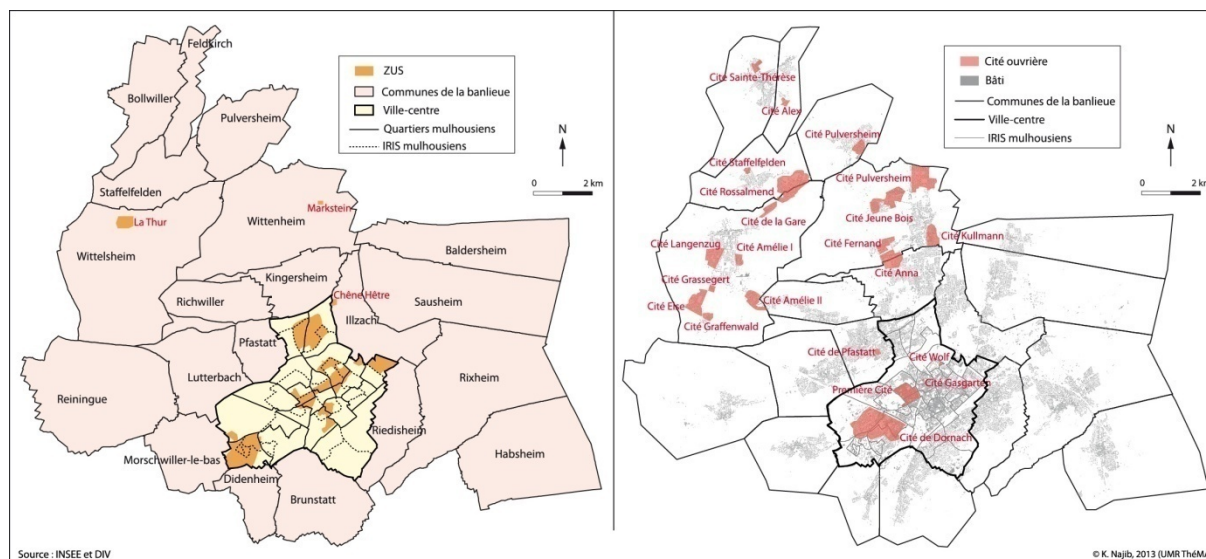 Feldkirch
Bollwiller
Pulversheim
Staffelfelden
La Thur
Wittenheim
Markstein
Wittelsheim
Baldersheim
Kingersheim
Richwiller
Chêne Hêtre
Sausheim
Illzach
Pfastatt
Lutterbach
Reiningue
Rixheim
Riedisheim
Morschwiller-le-bas
Habsheim
Didenheim
Brunstatt
ZUS
Communes de la banlieue
Ville-centre
Quartiers mulhousiens
IRIS mulhousiens
N
0 2 km
Source : INSEE et DIV
Cité Sainte-Thérèse
Cité Alex
Cité Pulversheim
Cité Staffelfelden
Cité Rossalmend
Cité Pulversheim
Cité de la Gare
Cité Jeune Bois
Cité Langenzug
Cité Amélie I
Cité Fernand
Cité Kullmann
Cité Anna
Cité Grassegert
Cité Else
Cité Amélie II
Cité Graffenwald
Cité de Pfastatt
Cité Wolf
Première Cité
Cité Gasgarten
Cité de Dornach
Cité ouvrière
Bâti
Communes de la banlieue
Ville-centre
IRIS mulhousiens
N
0 2 km
© K. Najib, 2013 (UMR ThéMA